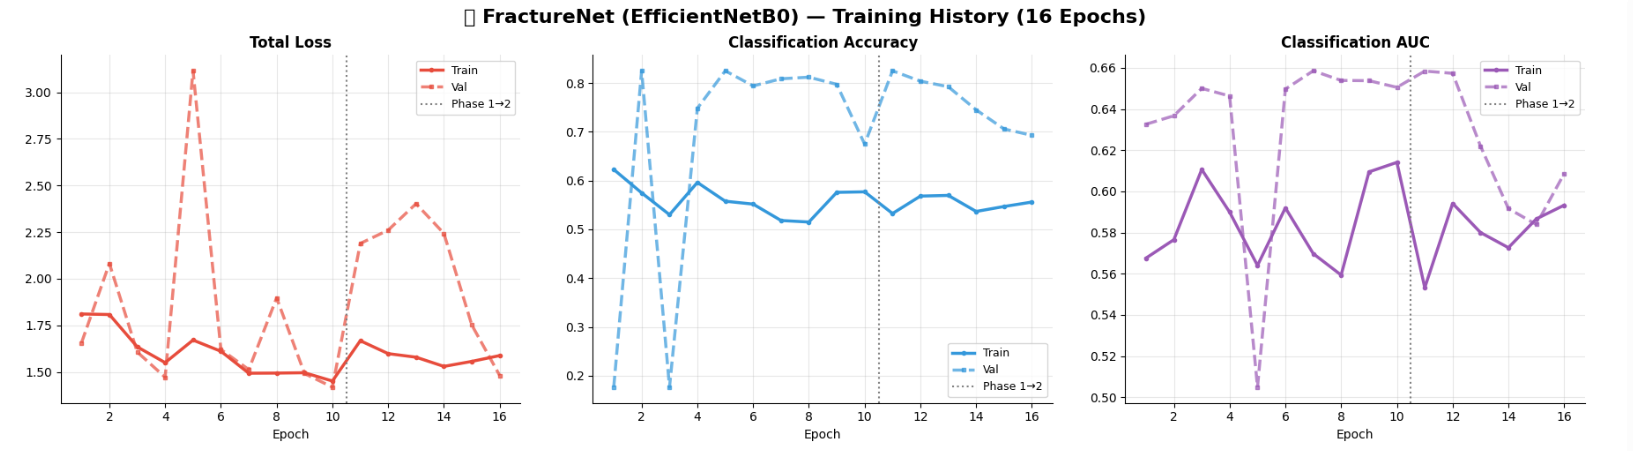 FractureNet (EfficientNetB0) — Training History (16 Epochs)
Total Loss
Train
Val
Phase 1→2
3.00
2.75
2.50
2.25
2.00
1.75
1.50
2 4 6 8 10 12 14 16
Epoch
Classification Accuracy
0.8
0.7
0.6
0.5
0.4
0.3
0.2
Train
Val
Phase 1→2
2 4 6 8 10 12 14 16
Epoch
Classification AUC
Train
Val
Phase 1→2
0.66
0.64
0.62
0.60
0.58
0.56
0.54
0.52
0.50
2 4 6 8 10 12 14 16
Epoch